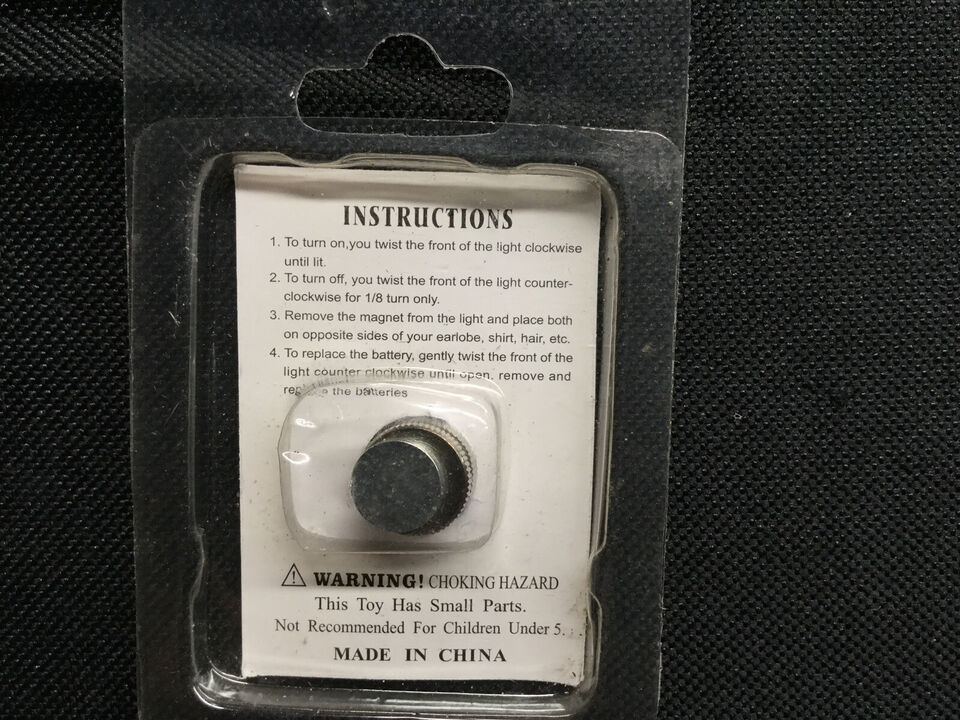 INSTRUCTIONS
1. To turn on,you twist the front of the light clockwise
until lit.
2. To turn off, you twist the front of the light counter-
clockwise for 1/8 turn only.
3. Remove the magnet from the light and place both
on opposite sides of your earlobe, shirt, hair, etc.
4. To replace the battery, gently twist the front of the
light counter clockwise until open, remove and
the batteries
WARNING! CHOKING HAZARD
This Toy Has Small Parts.
Not Recommended For Children Under 5.
MADE IN CHINA